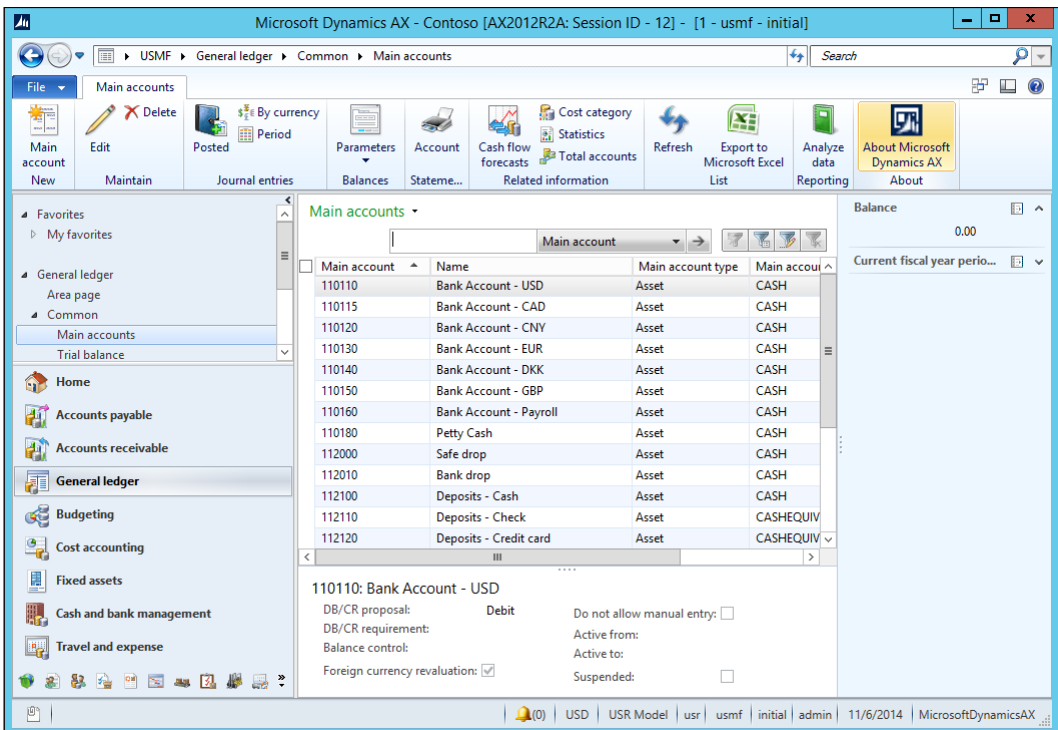 Microsoft Dynamics AX - Contoso [AX2012R2A: Session ID - 12] - [1 - usmf - initial]
USMF General ledger Common Main accounts
Search
File Main accounts
Main account
Edit
Delete
Posted
By currency
Period
Parameters
Account
Cash flow forecasts
Cost category
Statistics
Total accounts
Refresh
Export to Microsoft Excel
Analyze data
About Microsoft Dynamics AX
New Maintain Journal entries Balances Stateme... Related information List Reporting About
Favorites
My favorites
General ledger
Area page
Common
Main accounts
Trial balance
Home
Accounts payable
Accounts receivable
General ledger
Budgeting
Cost accounting
Fixed assets
Cash and bank management
Travel and expense
Main accounts
Main account
Main account Name Main account type Main accou
110110 Bank Account - USD Asset CASH
110115 Bank Account - CAD Asset CASH
110120 Bank Account - CNY Asset CASH
110130 Bank Account - EUR Asset CASH
110140 Bank Account - DKK Asset CASH
110150 Bank Account - GBP Asset CASH
110160 Bank Account - Payroll Asset CASH
110180 Petty Cash Asset CASH
112000 Safe drop Asset CASH
112010 Bank drop Asset CASH
112100 Deposits - Cash Asset CASH
112110 Deposits - Check Asset CASHEQUIV
112120 Deposits - Credit card Asset CASHEQUIV
110110: Bank Account - USD
DB/CR proposal: Debit
DB/CR requirement:
Balance control:
Foreign currency revaluation:
Do not allow manual entry:
Active from:
Active to:
Suspended:
Balance
0.00
Current fiscal year perio...
(0) USD USR Model usr usmf initial admin 11/6/2014 MicrosoftDynamicsAX